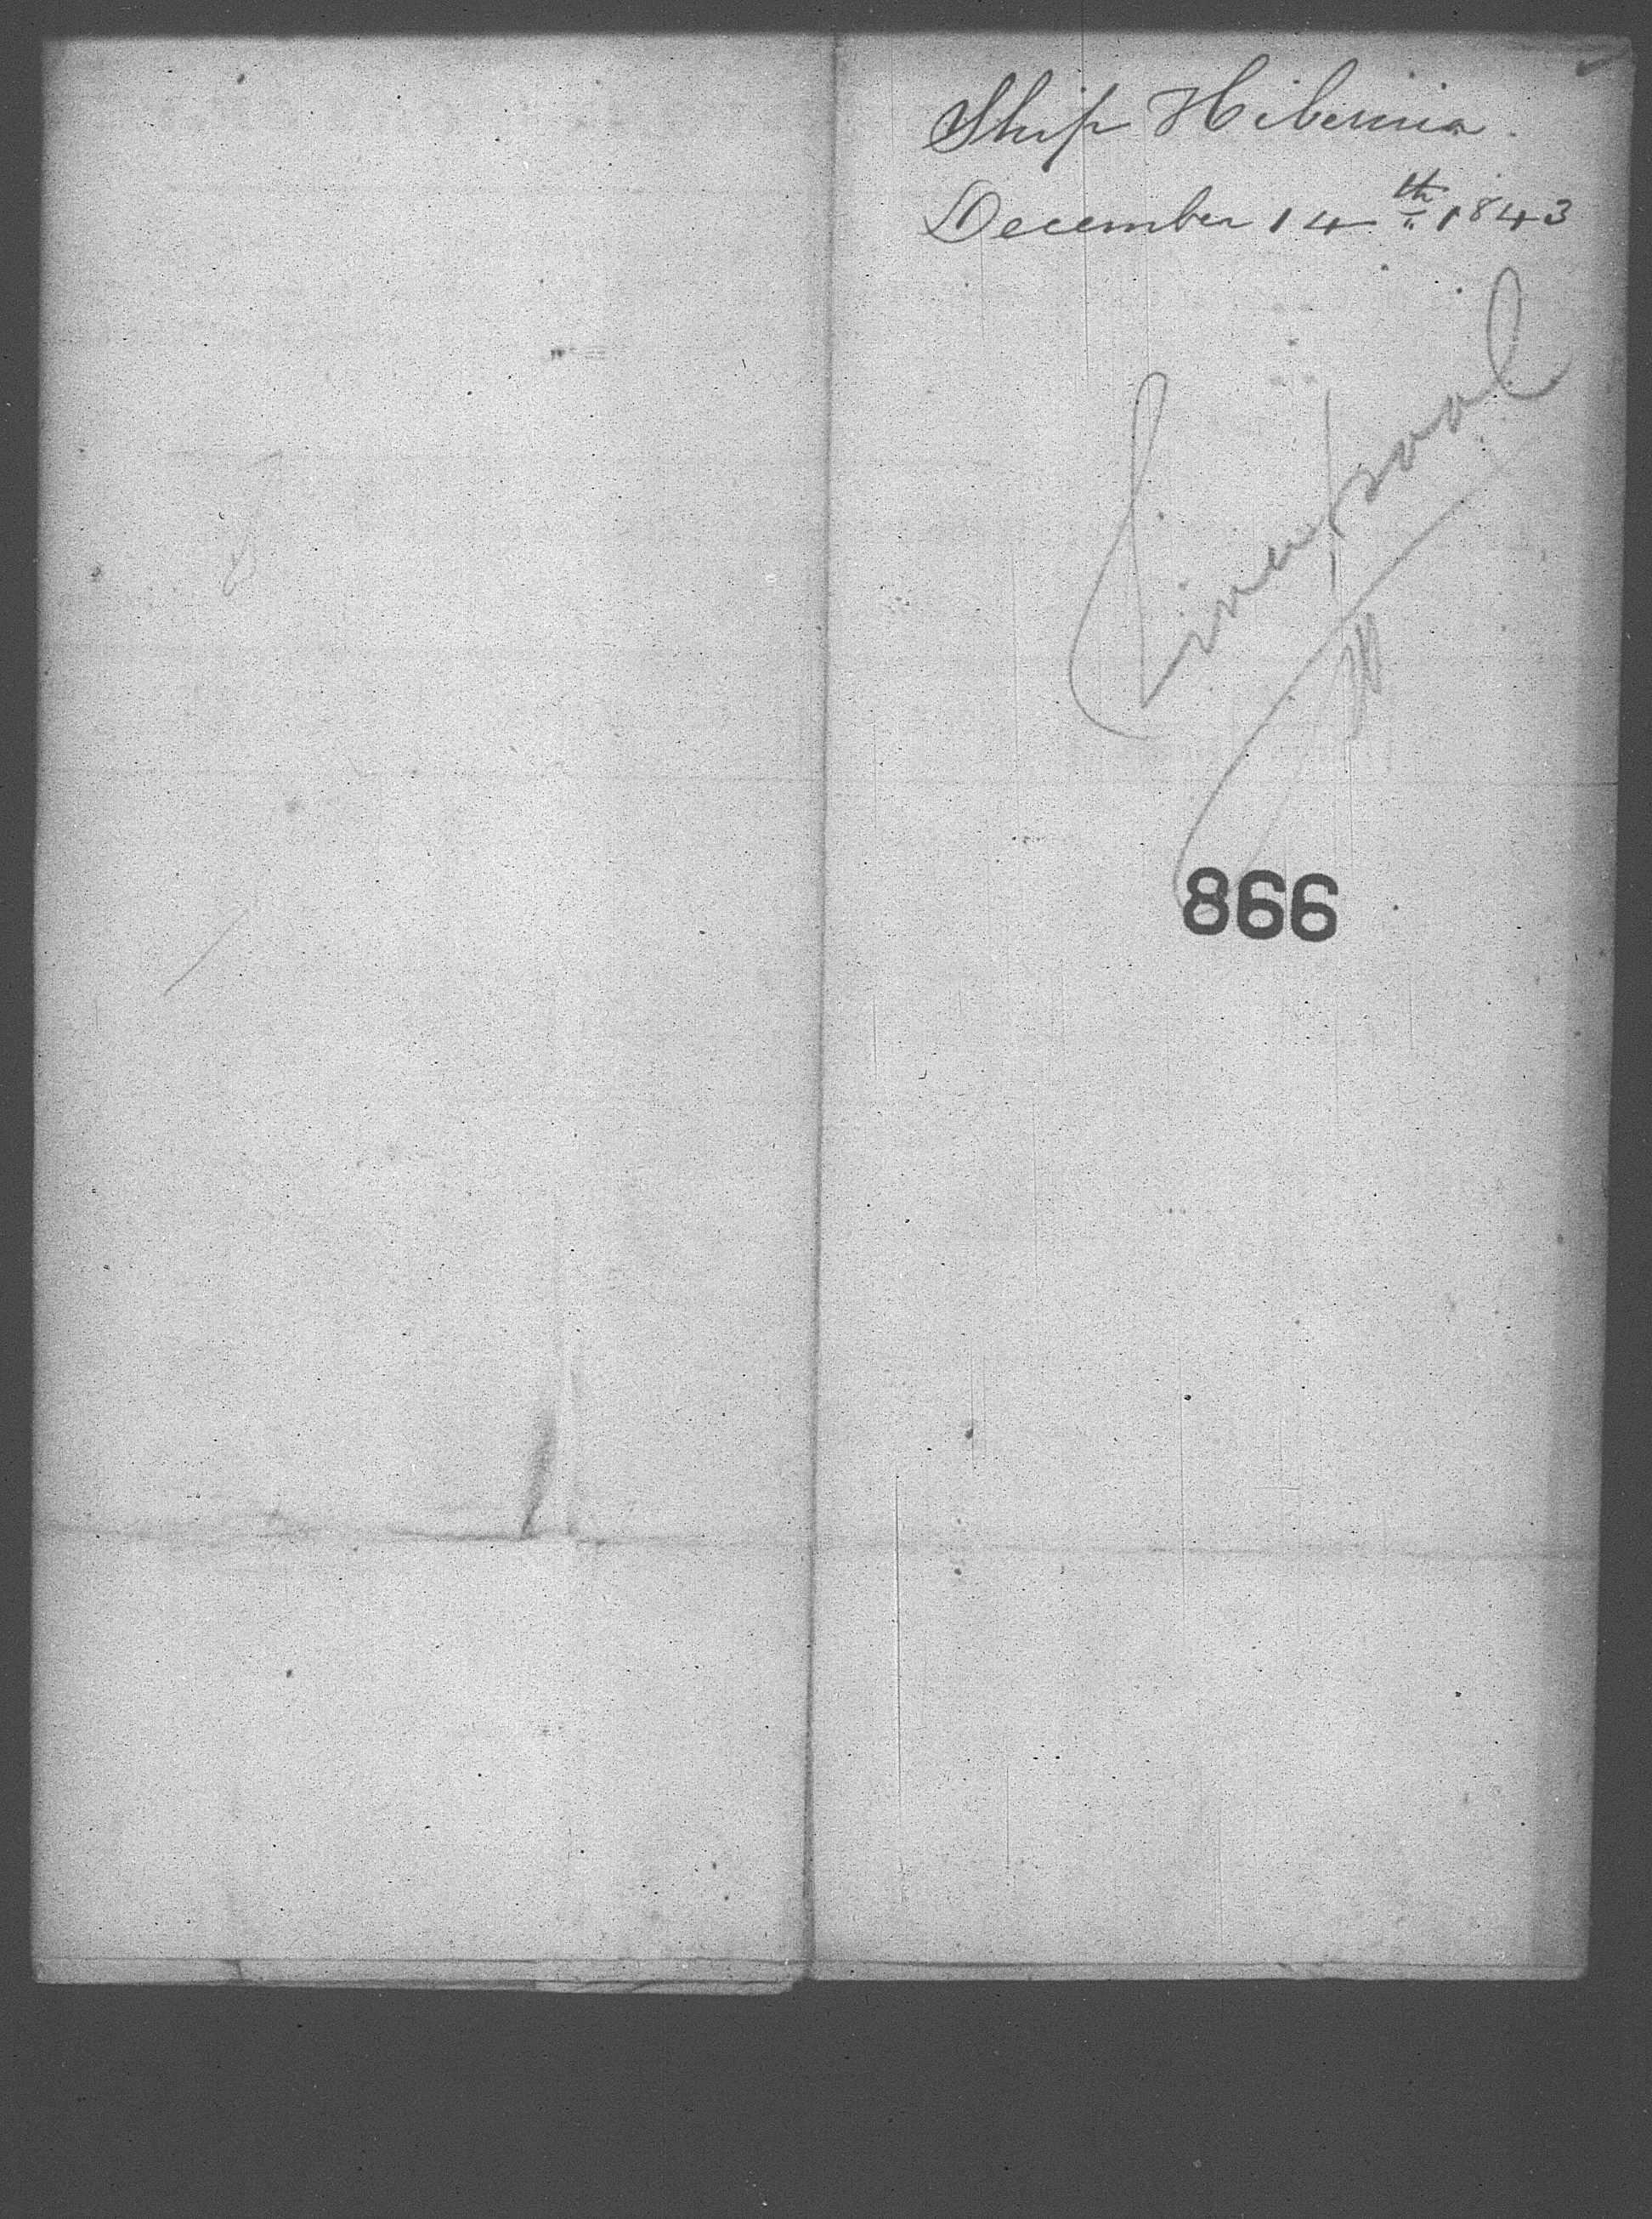 Ship Hibernia.
December 14th 1843
Liverpool
866